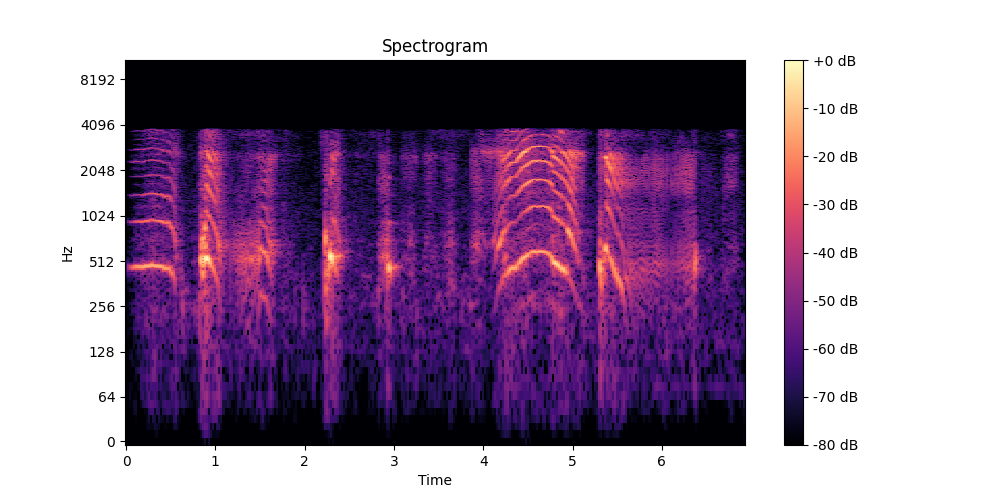 Spectrogram
Hz
8192
4096
2048
1024
512
256
128
64
0
0 1 2 3 4 5 6
Time
+0 dB
-10 dB
-20 dB
-30 dB
-40 dB
-50 dB
-60 dB
-70 dB
-80 dB